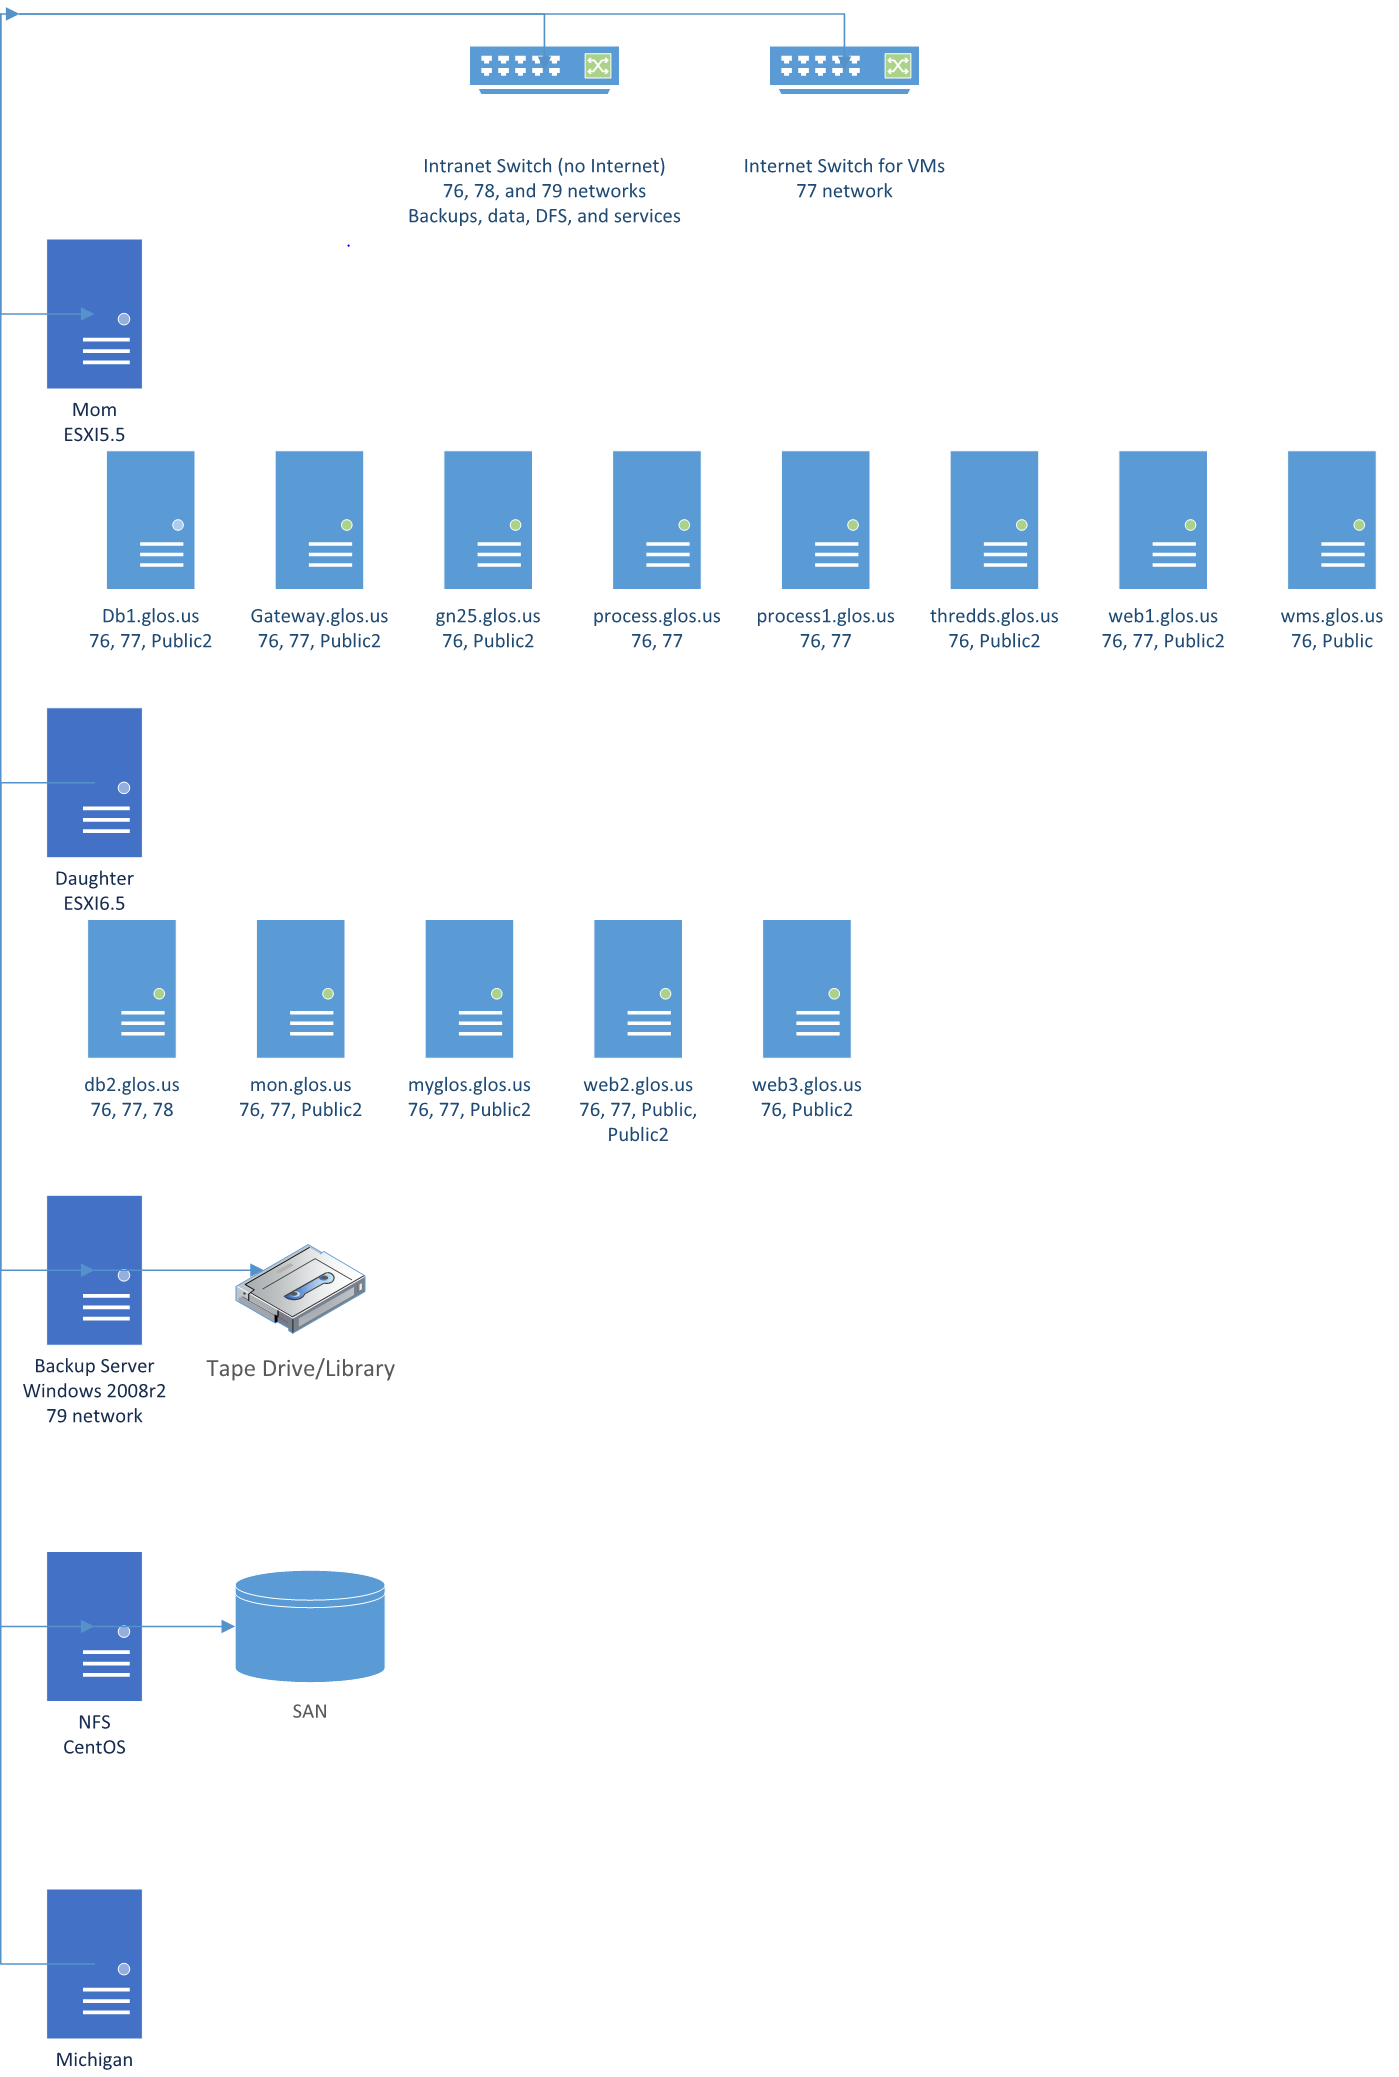 Intranet Switch (no Internet)
76, 78, and 79 networks
Backups, data, DFS, and services
Internet Switch for VMs
77 network
Mom
ESXI5.5
Db1.glos.us
76, 77, Public2
Gateway.glos.us
76, 77, Public2
gn25.glos.us
76, Public2
process.glos.us
76, 77
process1.glos.us
76, 77
thredds.glos.us
76, Public2
web1.glos.us
76, 77, Public2
wms.glos.us
76, Public
Daughter
ESXI6.5
db2.glos.us
76, 77, 78
mon.glos.us
76, 77, Public2
myglos.glos.us
76, 77, Public2
web2.glos.us
76, 77, Public,
Public2
web3.glos.us
76, Public2
Backup Server
Windows 2008r2
79 network
Tape Drive/Library
NFS
CentOS
SAN
Michigan